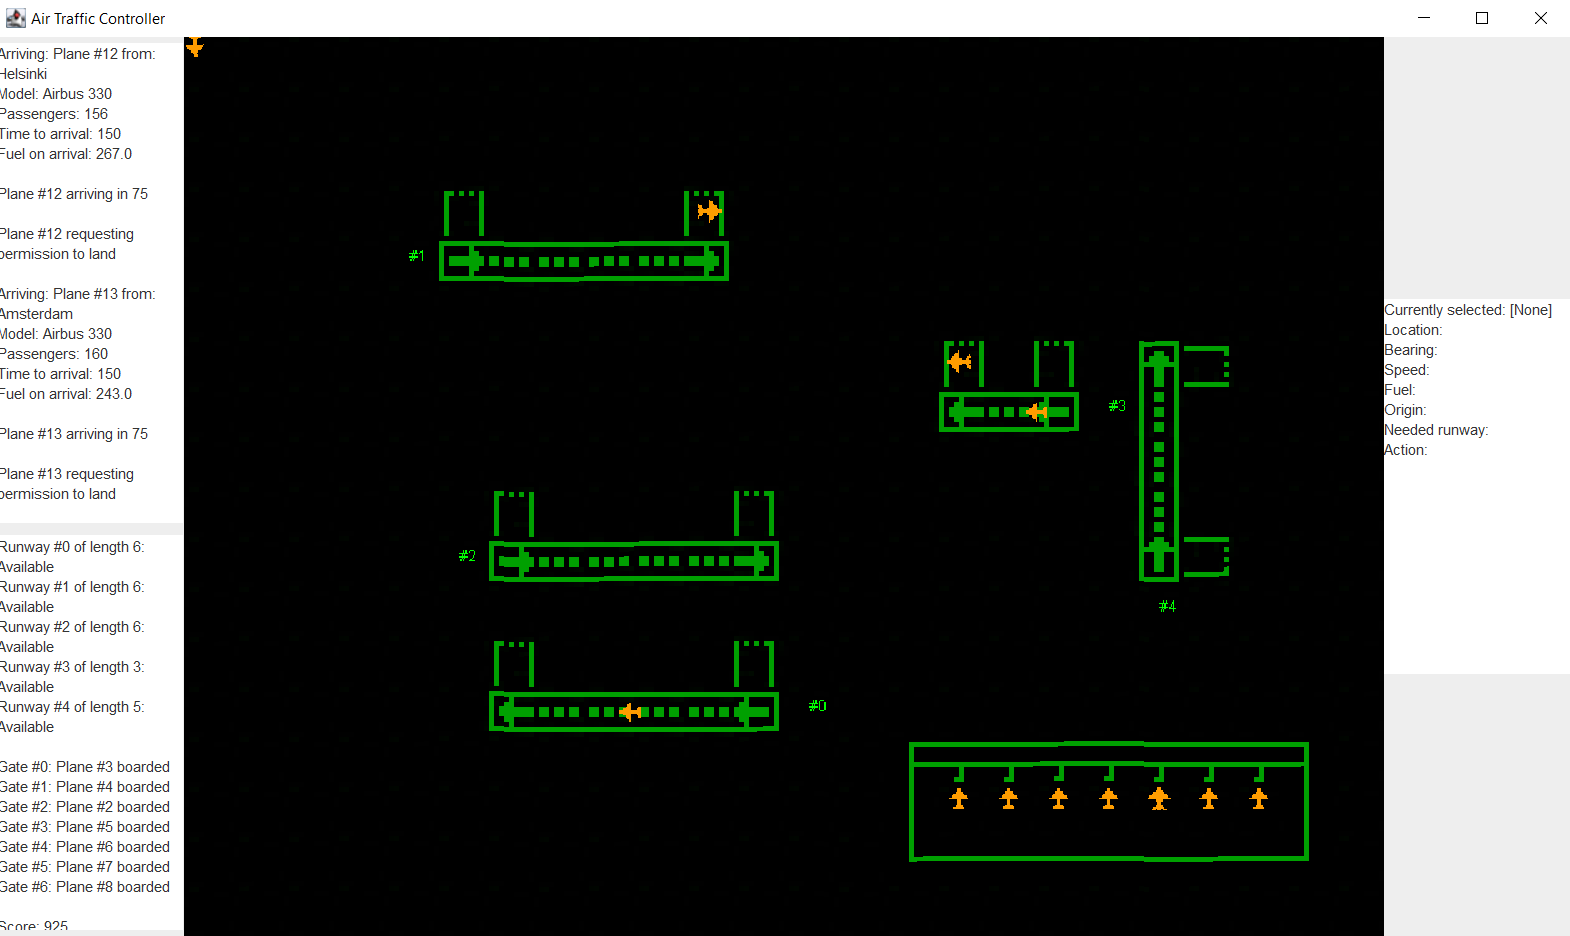 Air Traffic Controller
Arriving: Plane #12 from:
Helsinki
Model: Airbus 330
Passengers: 156
Time to arrival: 150
Fuel on arrival: 267.0
Plane #12 arriving in 75
Plane #12 requesting
permission to land
Arriving: Plane #13 from:
Amsterdam
Model: Airbus 330
Passengers: 160
Time to arrival: 150
Fuel on arrival: 243.0
Plane #13 arriving in 75
Plane #13 requesting
permission to land
Runway #0 of length 6:
Available
Runway #1 of length 6:
Available
Runway #2 of length 6:
Available
Runway #3 of length 3:
Available
Runway #4 of length 5:
Available
Gate #0: Plane #3 boarded
Gate #1: Plane #4 boarded
Gate #2: Plane #2 boarded
Gate #3: Plane #5 boarded
Gate #4: Plane #6 boarded
Gate #5: Plane #7 boarded
Gate #6: Plane #8 boarded
Score: 925
#1
#3
#2
#4
#0
Currently selected: [None]
Location:
Bearing:
Speed:
Fuel:
Origin:
Needed runway:
Action: